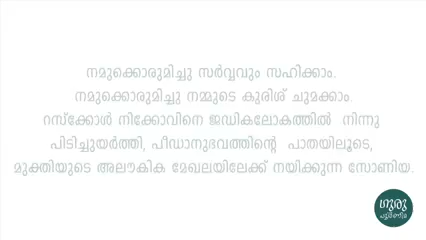 നമുക്കൊരുമിച്ചു സർവ്വവും സഹിക്കാം.
നമുക്കൊരുമിച്ചു നമ്മുടെ കുരിശ് ചുമക്കാം.
റസ്ക്കോൾ നിക്കോവിനെ ജഡികലോകത്തിൽ നിന്നു
പിടിച്ചുയർത്തി, പീഡാനുഭവത്തിന്റെ പാതയിലൂടെ,
മുക്തിയുടെ അലൗകിക മേഖലയിലേക്ക് നയിക്കുന്ന സോണിയ.
ഗുരു